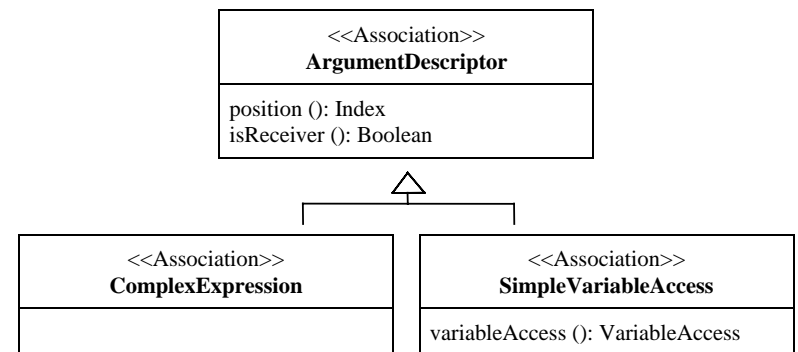 <<Association>>
ArgumentDescriptor
position (): Index
isReceiver (): Boolean
<<Association>>
ComplexExpression
<<Association>>
SimpleVariableAccess
variableAccess (): VariableAccess